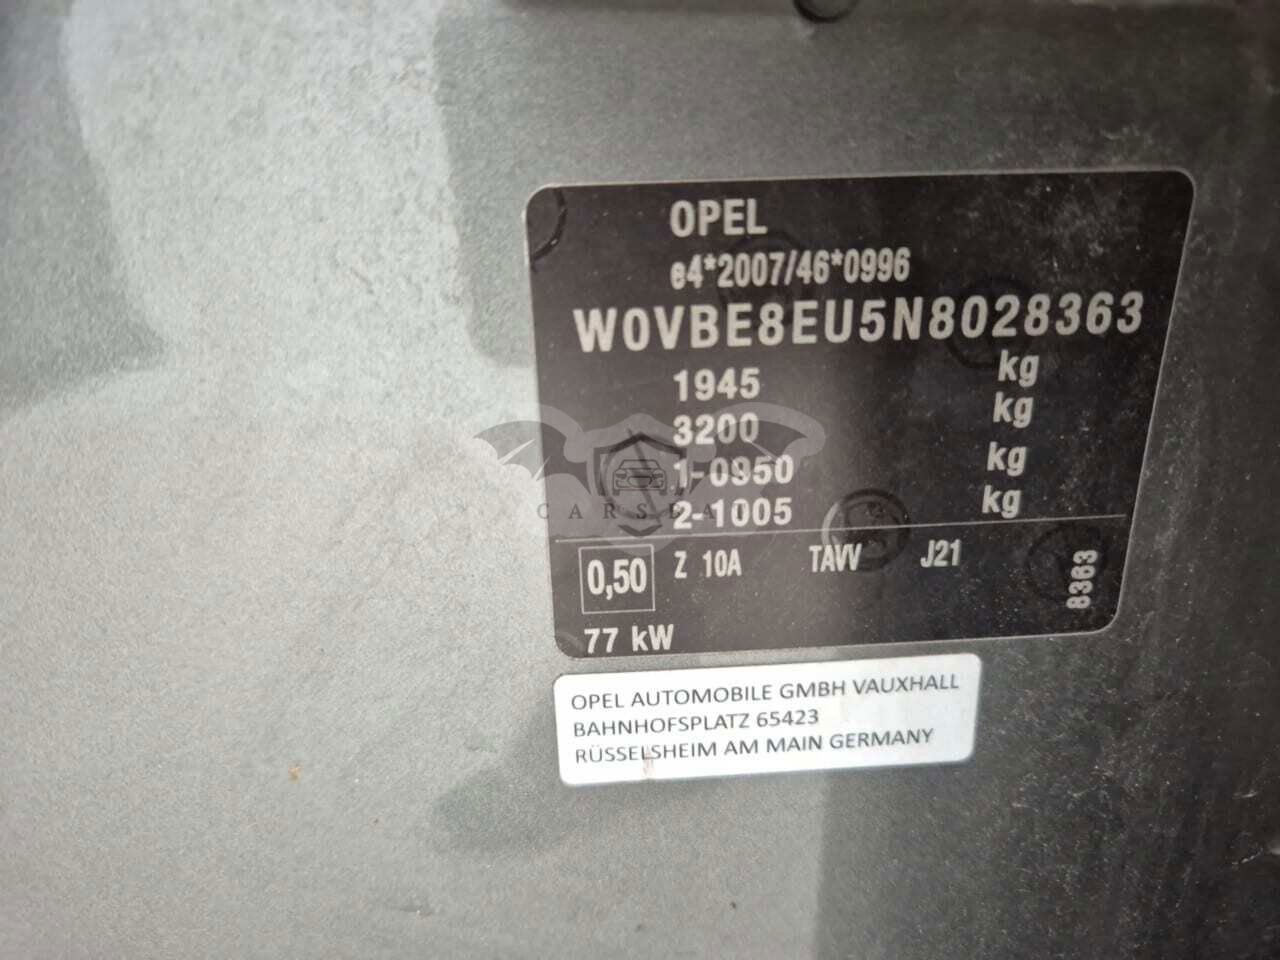 OPEL
e4*2007/46*0996
W0VBE8EU5N8028363
1945 kg
3200 kg
1-0950 kg
2-1005 kg
0,50 Z 10A TAVV J21
8363
77 kW
OPEL AUTOMOBILE GMBH VAUXHALL
BAHNHOFSPLATZ 65423
RÜSSELSHEIM AM MAIN GERMANY